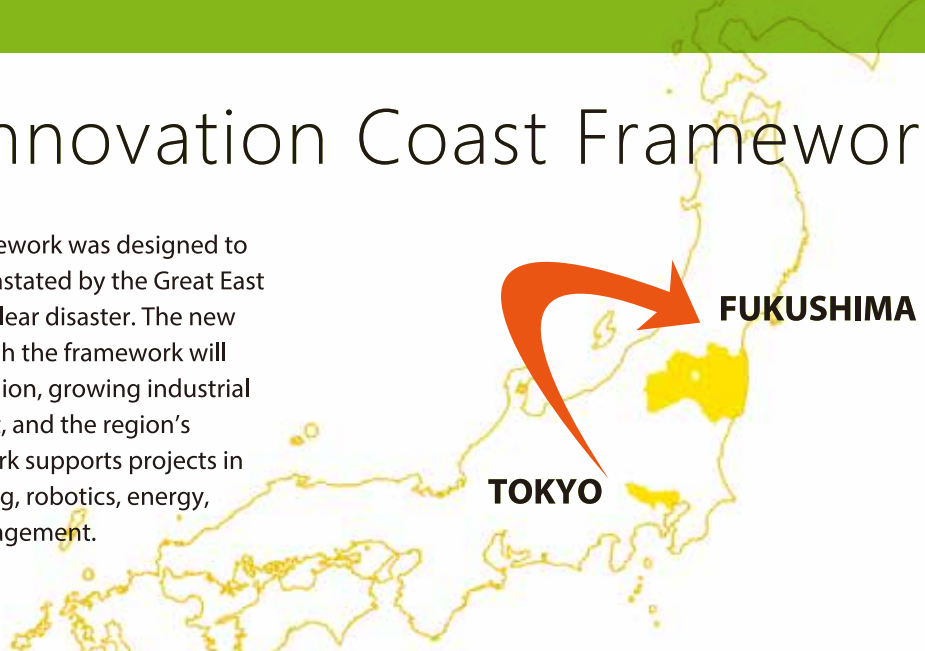 nnovation Coast Framewor
ework was designed to
astated by the Great East
lear disaster. The new
h the framework will
ion, growing industrial
, and the region's
rk supports projects in
g, robotics, energy,
agement.
FUKUSHIMA
TOKYO